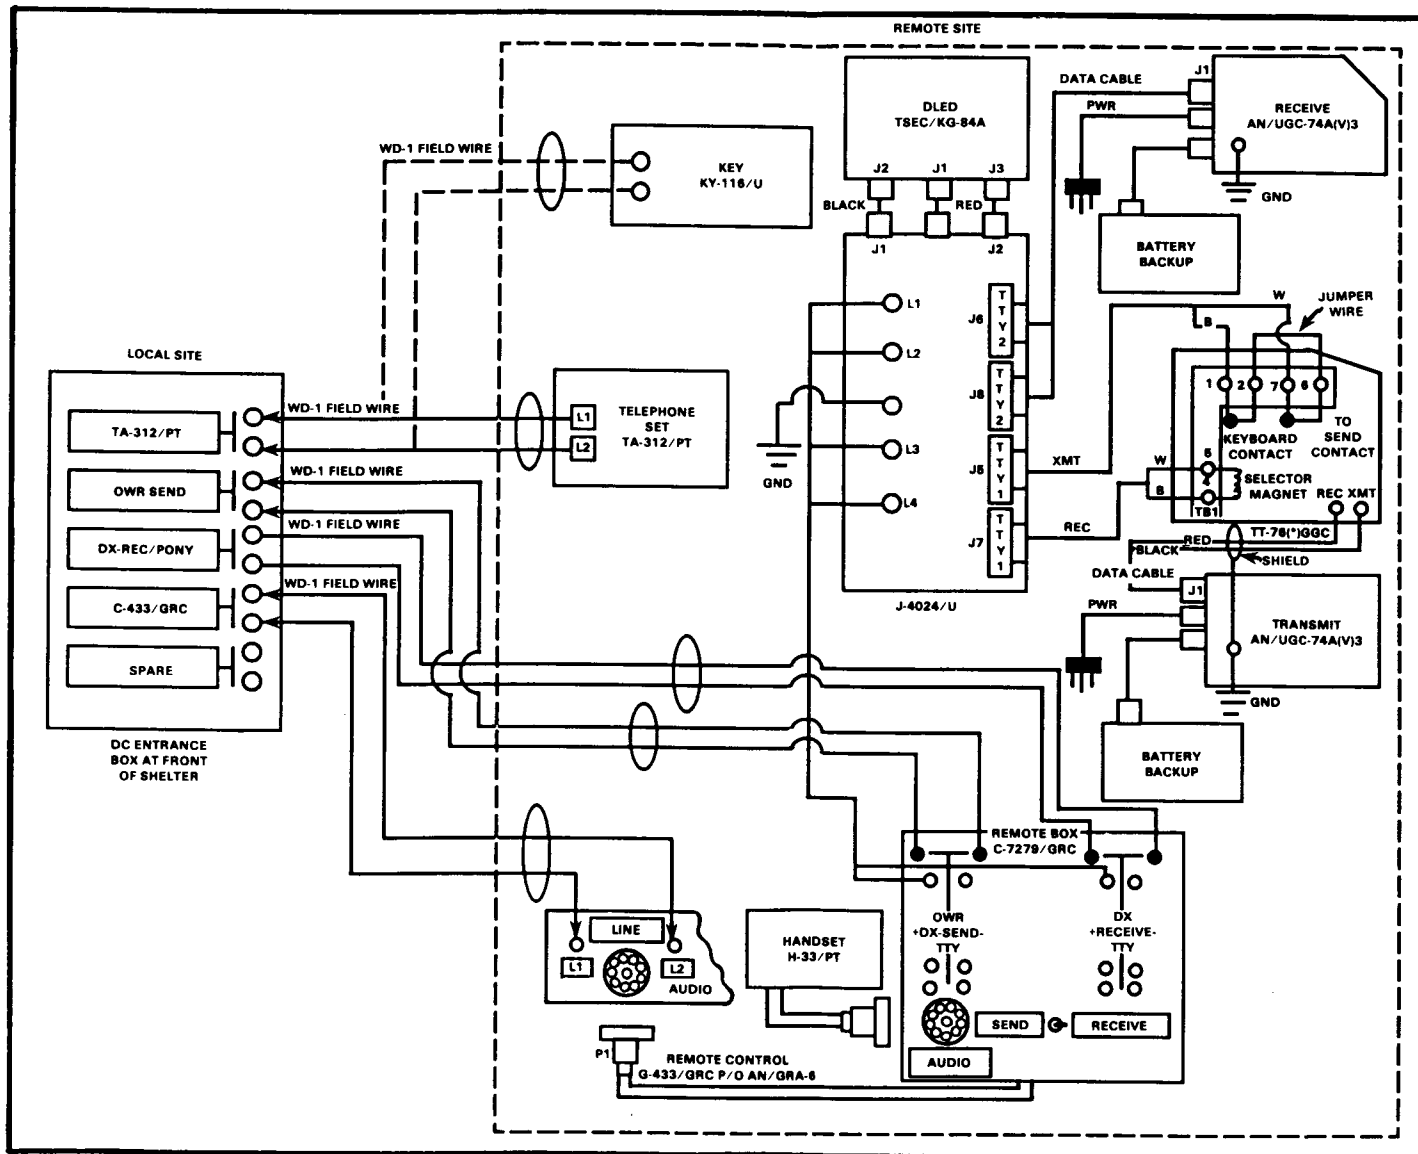 REMOTE SITE
DLED
TSEC/KG-84A
J2 J1 J3
BLACK
RED
J1 J2
DATA CABLE
PWR
J1
RECEIVE
AN/UGC-74A(V)3
GND
BATTERY
BACKUP
WD-1 FIELD WIRE
KEY
KY-116/U
L1
L2
L3
L4
GND
J6
TTY2
J8
TTY2
J5
TTY1
J7
TTY1
J-4024/U
XMT
REC
W
B
JUMPER
WIRE
1 2 7 6
KEYBOARD
CONTACT
TO
SEND
CONTACT
W
B
5
4
TB1
SELECTOR
MAGNET
REC XMT
TT-76(*)GGC
RED
BLACK
SHIELD
DATA CABLE
PWR
J1
TRANSMIT
AN/UGC-74A(V)3
GND
BATTERY
BACKUP
LOCAL SITE
TA-312/PT
OWR SEND
DX-REC/PONY
C-433/GRC
SPARE
DC ENTRANCE
BOX AT FRONT
OF SHELTER
WD-1 FIELD WIRE
WD-1 FIELD WIRE
WD-1 FIELD WIRE
WD-1 FIELD WIRE
L1
L2
TELEPHONE
SET
TA-312/PT
LINE
L1
L2
AUDIO
HANDSET
H-33/PT
P1
REMOTE CONTROL
G-433/GRC P/O AN/GRA-6
REMOTE BOX
C-7279/GRC
OWR
+DX-SEND-
TTY
DX
+RECEIVE-
TTY
SEND
RECEIVE
AUDIO